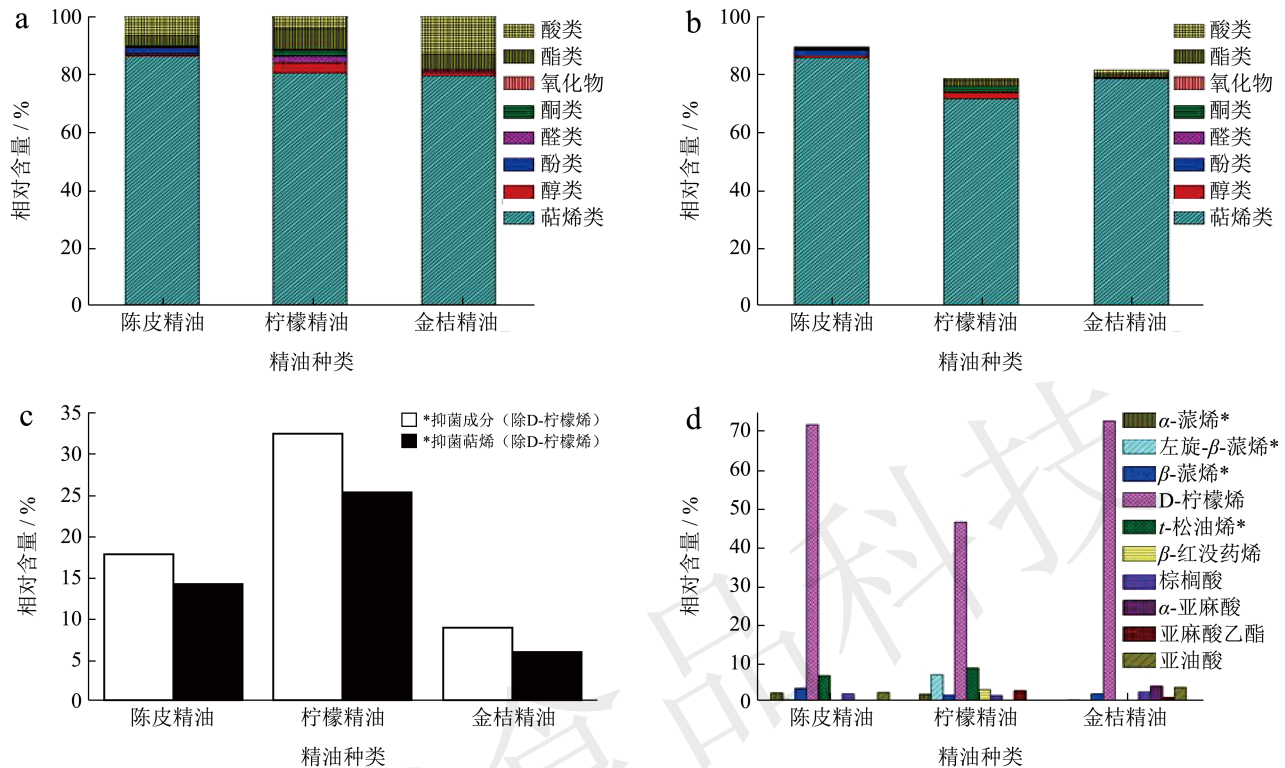 a
相对含量 / %
100
80
60
40
20
0
陈皮精油
柠檬精油
金桔精油
精油种类
酸类
酯类
氧化物
酮类
醛类
酚类
醇类
萜烯类
b
相对含量 / %
100
80
60
40
20
0
陈皮精油
柠檬精油
金桔精油
精油种类
酸类
酯类
氧化物
酮类
醛类
酚类
醇类
萜烯类
c
相对含量 / %
35
30
25
20
15
10
5
0
陈皮精油
柠檬精油
金桔精油
精油种类
*抑菌成分（除D-柠檬烯）
*抑菌萜烯（除D-柠檬烯）
d
相对含量 / %
70
60
50
40
30
20
10
0
陈皮精油
柠檬精油
金桔精油
精油种类
α-蒎烯*
左旋-β-蒎烯*
β-蒎烯*
D-柠檬烯
t-松油烯*
β-红没药烯
棕榈酸
α-亚麻酸
亚麻酸乙酯
亚油酸
食品科技